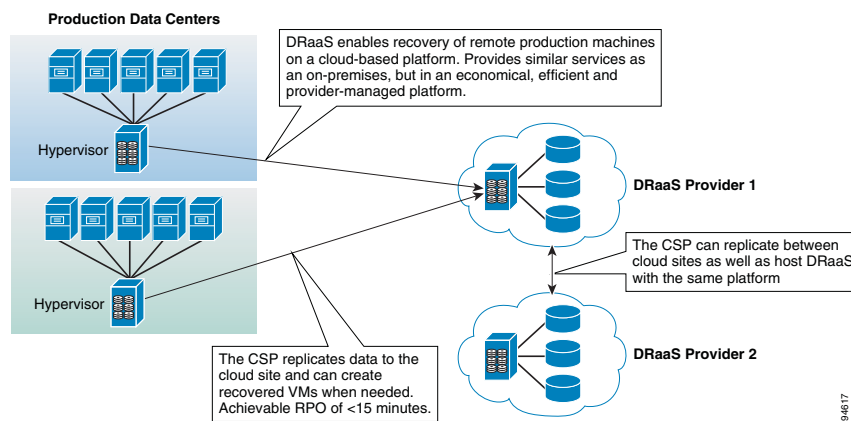 Production Data Centers
DRaaS enables recovery of remote production machines
on a cloud-based platform. Provides similar services as
an on-premises, but in an economical, efficient and
provider-managed platform.
Hypervisor
DRaaS Provider 1
The CSP can replicate between
cloud sites as well as host DRaaS
with the same platform
Hypervisor
The CSP replicates data to the
cloud site and can create
recovered VMs when needed.
Achievable RPO of <15 minutes.
DRaaS Provider 2
94617